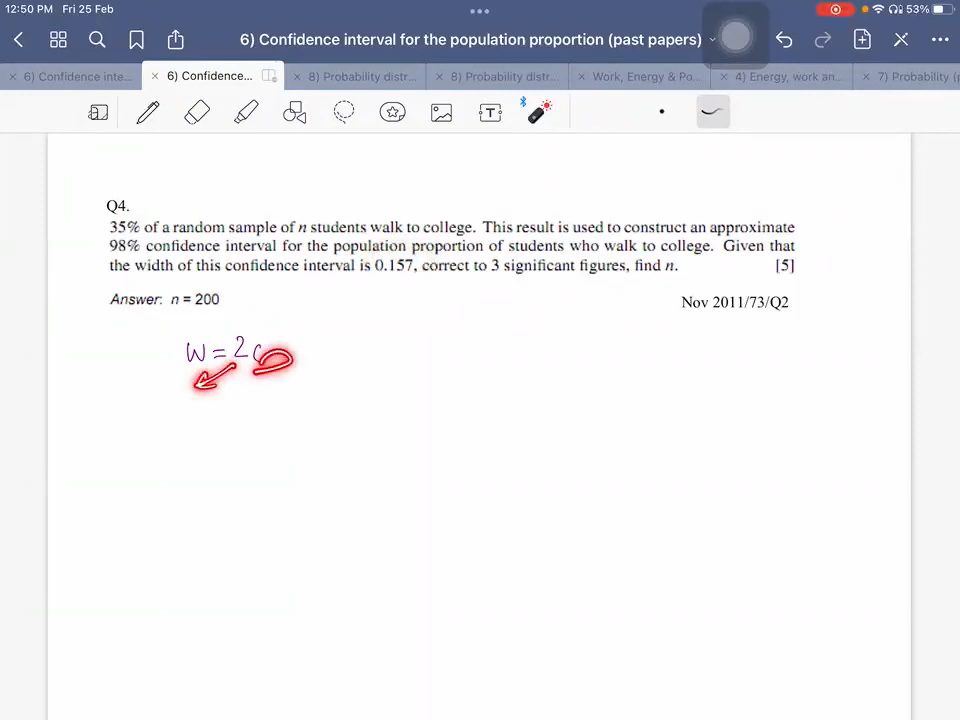 12:50 PM Fri 25 Feb
53%
6) Confidence interval for the population proportion (past papers)
6) Confidence inte...
6) Confidence...
8) Probability distr...
8) Probability distr...
Work, Energy & Po...
4) Energy, work an...
7) Probability (
T
Q4.
35% of a random sample of n students walk to college. This result is used to construct an approximate
98% confidence interval for the population proportion of students who walk to college. Given that
the width of this confidence interval is 0.157, correct to 3 significant figures, find n. [5]
Answer: n = 200
Nov 2011/73/Q2
W = 2